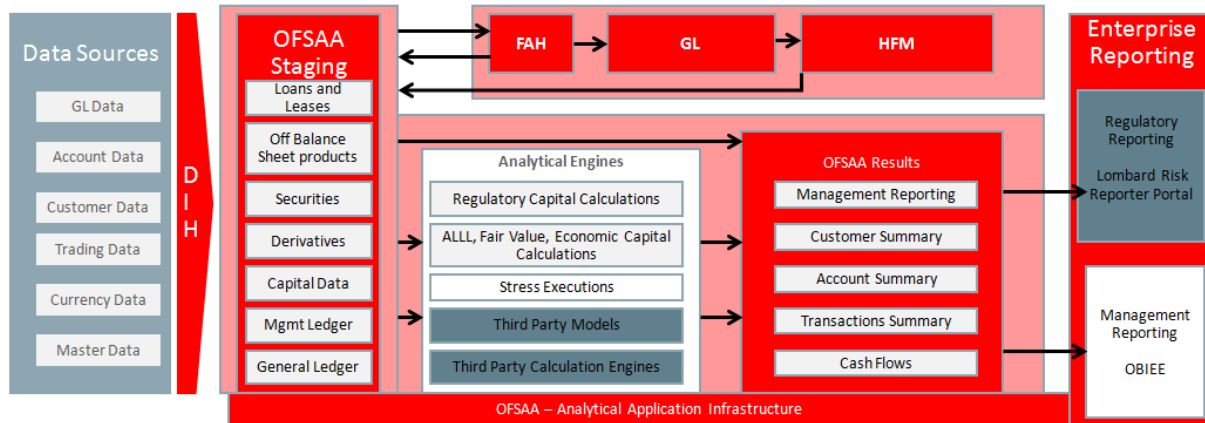 Data Sources
GL Data
Account Data
Customer Data
Trading Data
Currency Data
Master Data
D
I
H
OFSAA
Staging
Loans and
Leases
Off Balance
Sheet products
Securities
Derivatives
Capital Data
Mgmt Ledger
General Ledger
FAH
GL
HFM
Analytical Engines
Regulatory Capital Calculations
ALLL, Fair Value, Economic Capital
Calculations
Stress Executions
Third Party Models
Third Party Calculation Engines
OFSAA Results
Management Reporting
Customer Summary
Account Summary
Transactions Summary
Cash Flows
Enterprise
Reporting
Regulatory
Reporting
Lombard Risk
Reporter Portal
Management
Reporting
OBIEE
OFSAA – Analytical Application Infrastructure